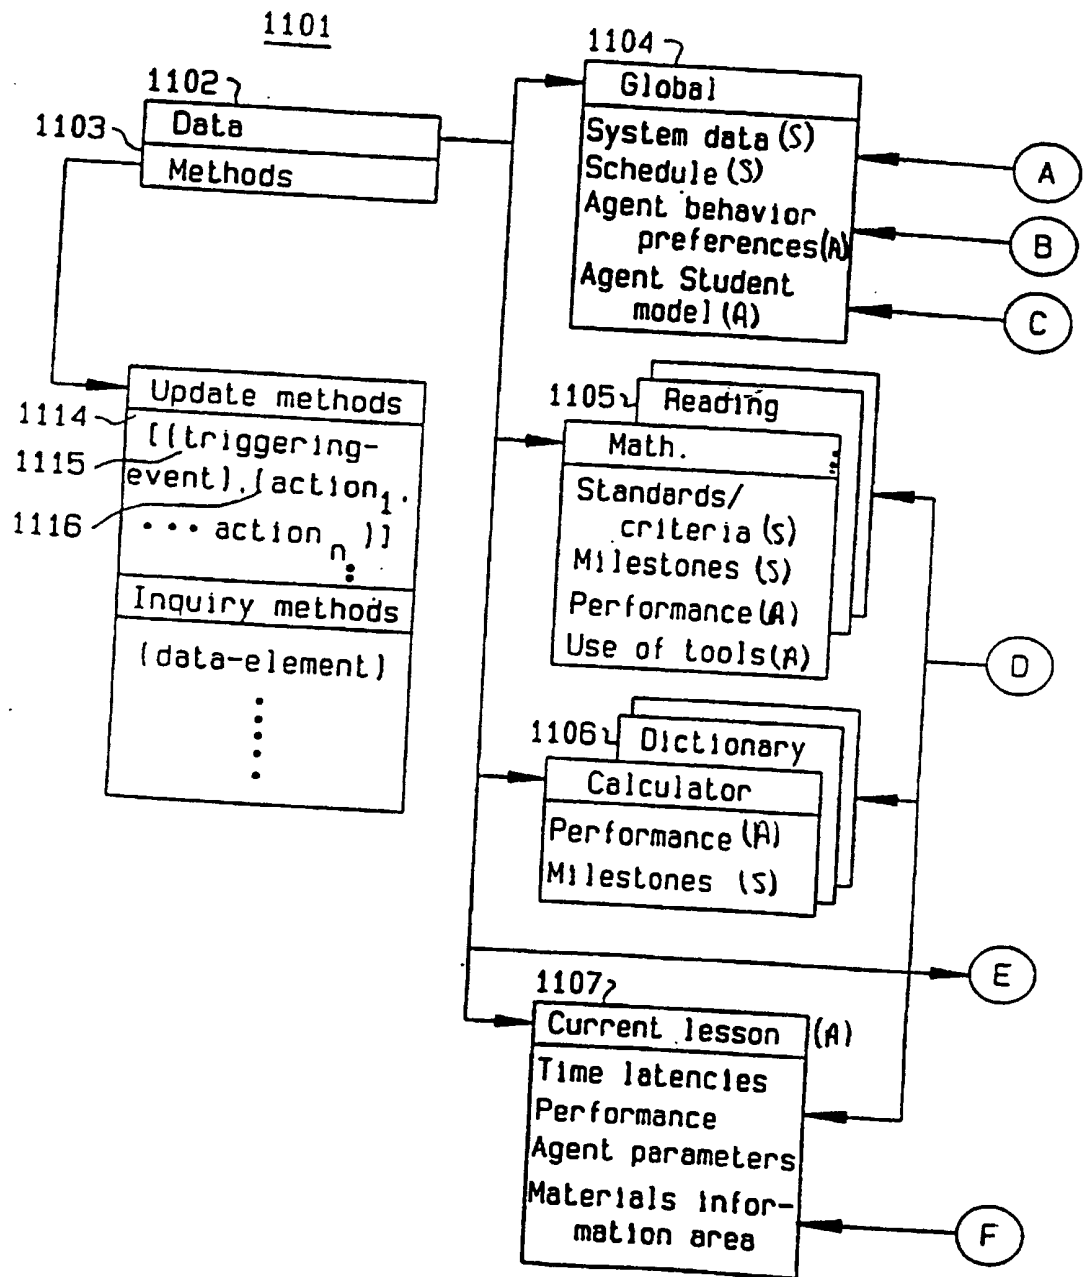 1101
1102
Data
1103
Methods
1104
Global
System data (S)
Schedule (S)
Agent behavior
preferences (A)
Agent Student
model (A)
A
B
C
Update methods
1114
[((triggering-
1115
event).(action1.
1116
••• action n )]]
Inquiry methods
(data-element)
1105
Reading
Math.
Standards/
criteria (S)
Milestones (S)
Performance (A)
Use of tools (A)
D
1106
Dictionary
Calculator
Performance (A)
Milestones (S)
E
1107
Current lesson (A)
Time latencies
Performance
Agent parameters
Materials infor-
mation area
F